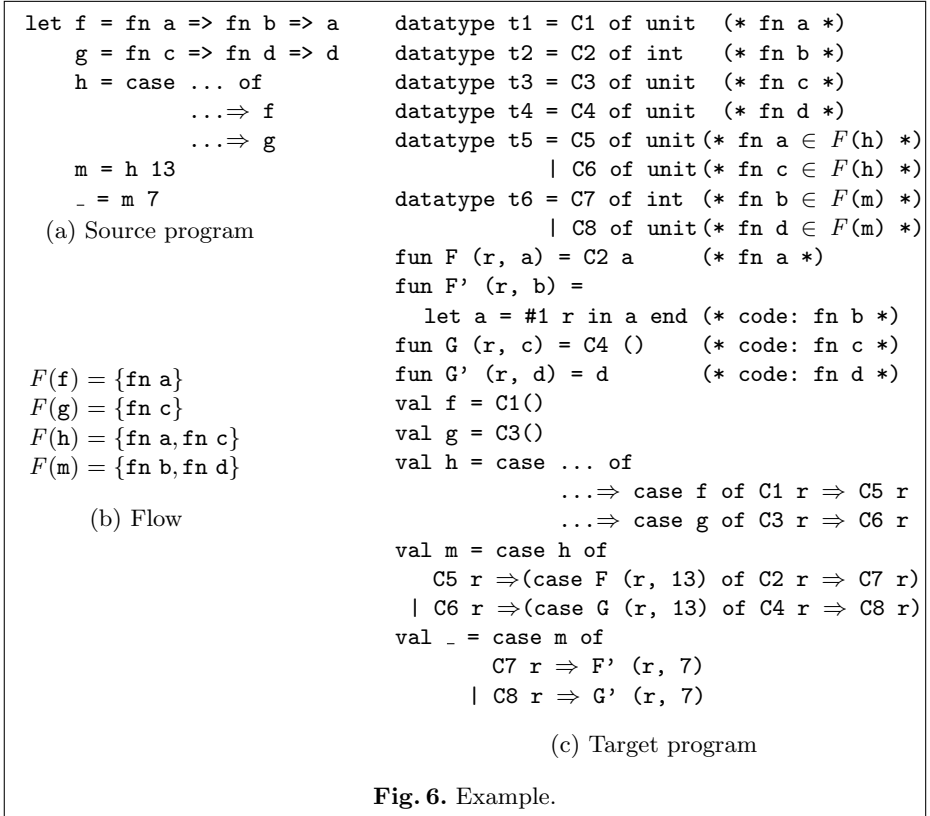 let f = fn a => fn b => a
g = fn c => fn d => d
h = case ... of
...⇒ f
...⇒ g
m = h 13
_ = m 7
(a) Source program
F(f) = {fn a}
F(g) = {fn c}
F(h) = {fn a, fn c}
F(m) = {fn b, fn d}
(b) Flow
datatype t1 = C1 of unit (* fn a *)
datatype t2 = C2 of int (* fn b *)
datatype t3 = C3 of unit (* fn c *)
datatype t4 = C4 of unit (* fn d *)
datatype t5 = C5 of unit (* fn a ∈ F(h) *)
| C6 of unit (* fn c ∈ F(h) *)
datatype t6 = C7 of int (* fn b ∈ F(m) *)
| C8 of unit (* fn d ∈ F(m) *)
fun F (r, a) = C2 a (* fn a *)
fun F’ (r, b) =
let a = #1 r in a end (* code: fn b *)
fun G (r, c) = C4 () (* code: fn c *)
fun G’ (r, d) = d (* code: fn d *)
val f = C1()
val g = C3()
val h = case ... of
...⇒ case f of C1 r ⇒ C5 r
...⇒ case g of C3 r ⇒ C6 r
val m = case h of
C5 r ⇒(case F (r, 13) of C2 r ⇒ C7 r)
| C6 r ⇒(case G (r, 13) of C4 r ⇒ C8 r)
val _ = case m of
C7 r ⇒ F’ (r, 7)
| C8 r ⇒ G’ (r, 7)
(c) Target program
Fig. 6. Example.